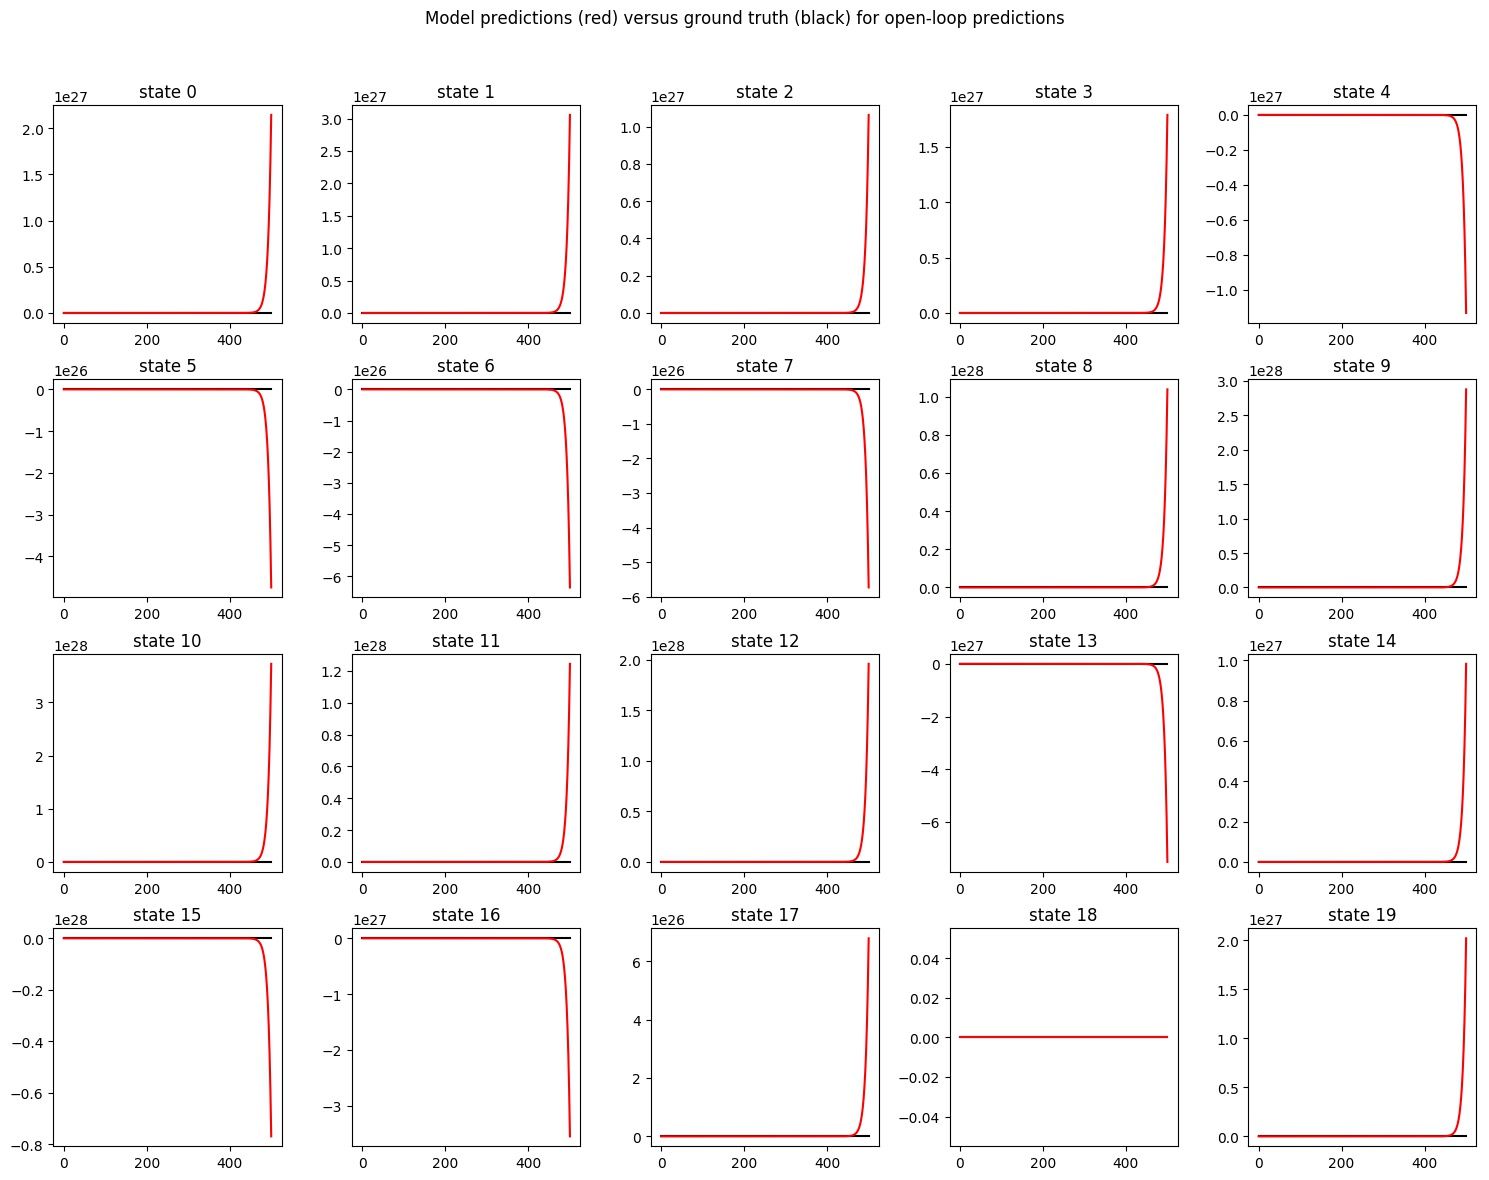 Model predictions (red) versus ground truth (black) for open-loop predictions
state 0 state 1 state 2 state 3 state 4
1e27 1e27 1e27 1e27 1e27
2.0 1.5 1.0 0.5 0.0
3.0 2.5 2.0 1.5 1.0 0.5 0.0
1.0 0.8 0.6 0.4 0.2 0.0
1.5 1.0 0.5 0.0
0.0 −0.2 −0.4 −0.6 −0.8 −1.0
0 200 400 0 200 400 0 200 400 0 200 400 0 200 400
state 5 state 6 state 7 state 8 state 9
1e26 1e26 1e26 1e28 1e28
0 −1 −2 −3 −4
0 −1 −2 −3 −4 −5 −6
0 −1 −2 −3 −4 −5 −6
1.0 0.8 0.6 0.4 0.2 0.0
3.0 2.5 2.0 1.5 1.0 0.5 0.0
0 200 400 0 200 400 0 200 400 0 200 400 0 200 400
state 10 state 11 state 12 state 13 state 14
1e28 1e28 1e28 1e27 1e27
3 2 1 0
1.2 1.0 0.8 0.6 0.4 0.2 0.0
2.0 1.5 1.0 0.5 0.0
0 −2 −4 −6
1.0 0.8 0.6 0.4 0.2 0.0
0 200 400 0 200 400 0 200 400 0 200 400 0 200 400
state 15 state 16 state 17 state 18 state 19
1e28 1e27 1e26 1e27
0.0 −0.2 −0.4 −0.6 −0.8
0 −1 −2 −3
6 4 2 0
0.04 0.02 0.00 −0.02 −0.04
2.0 1.5 1.0 0.5 0.0
0 200 400 0 200 400 0 200 400 0 200 400 0 200 400